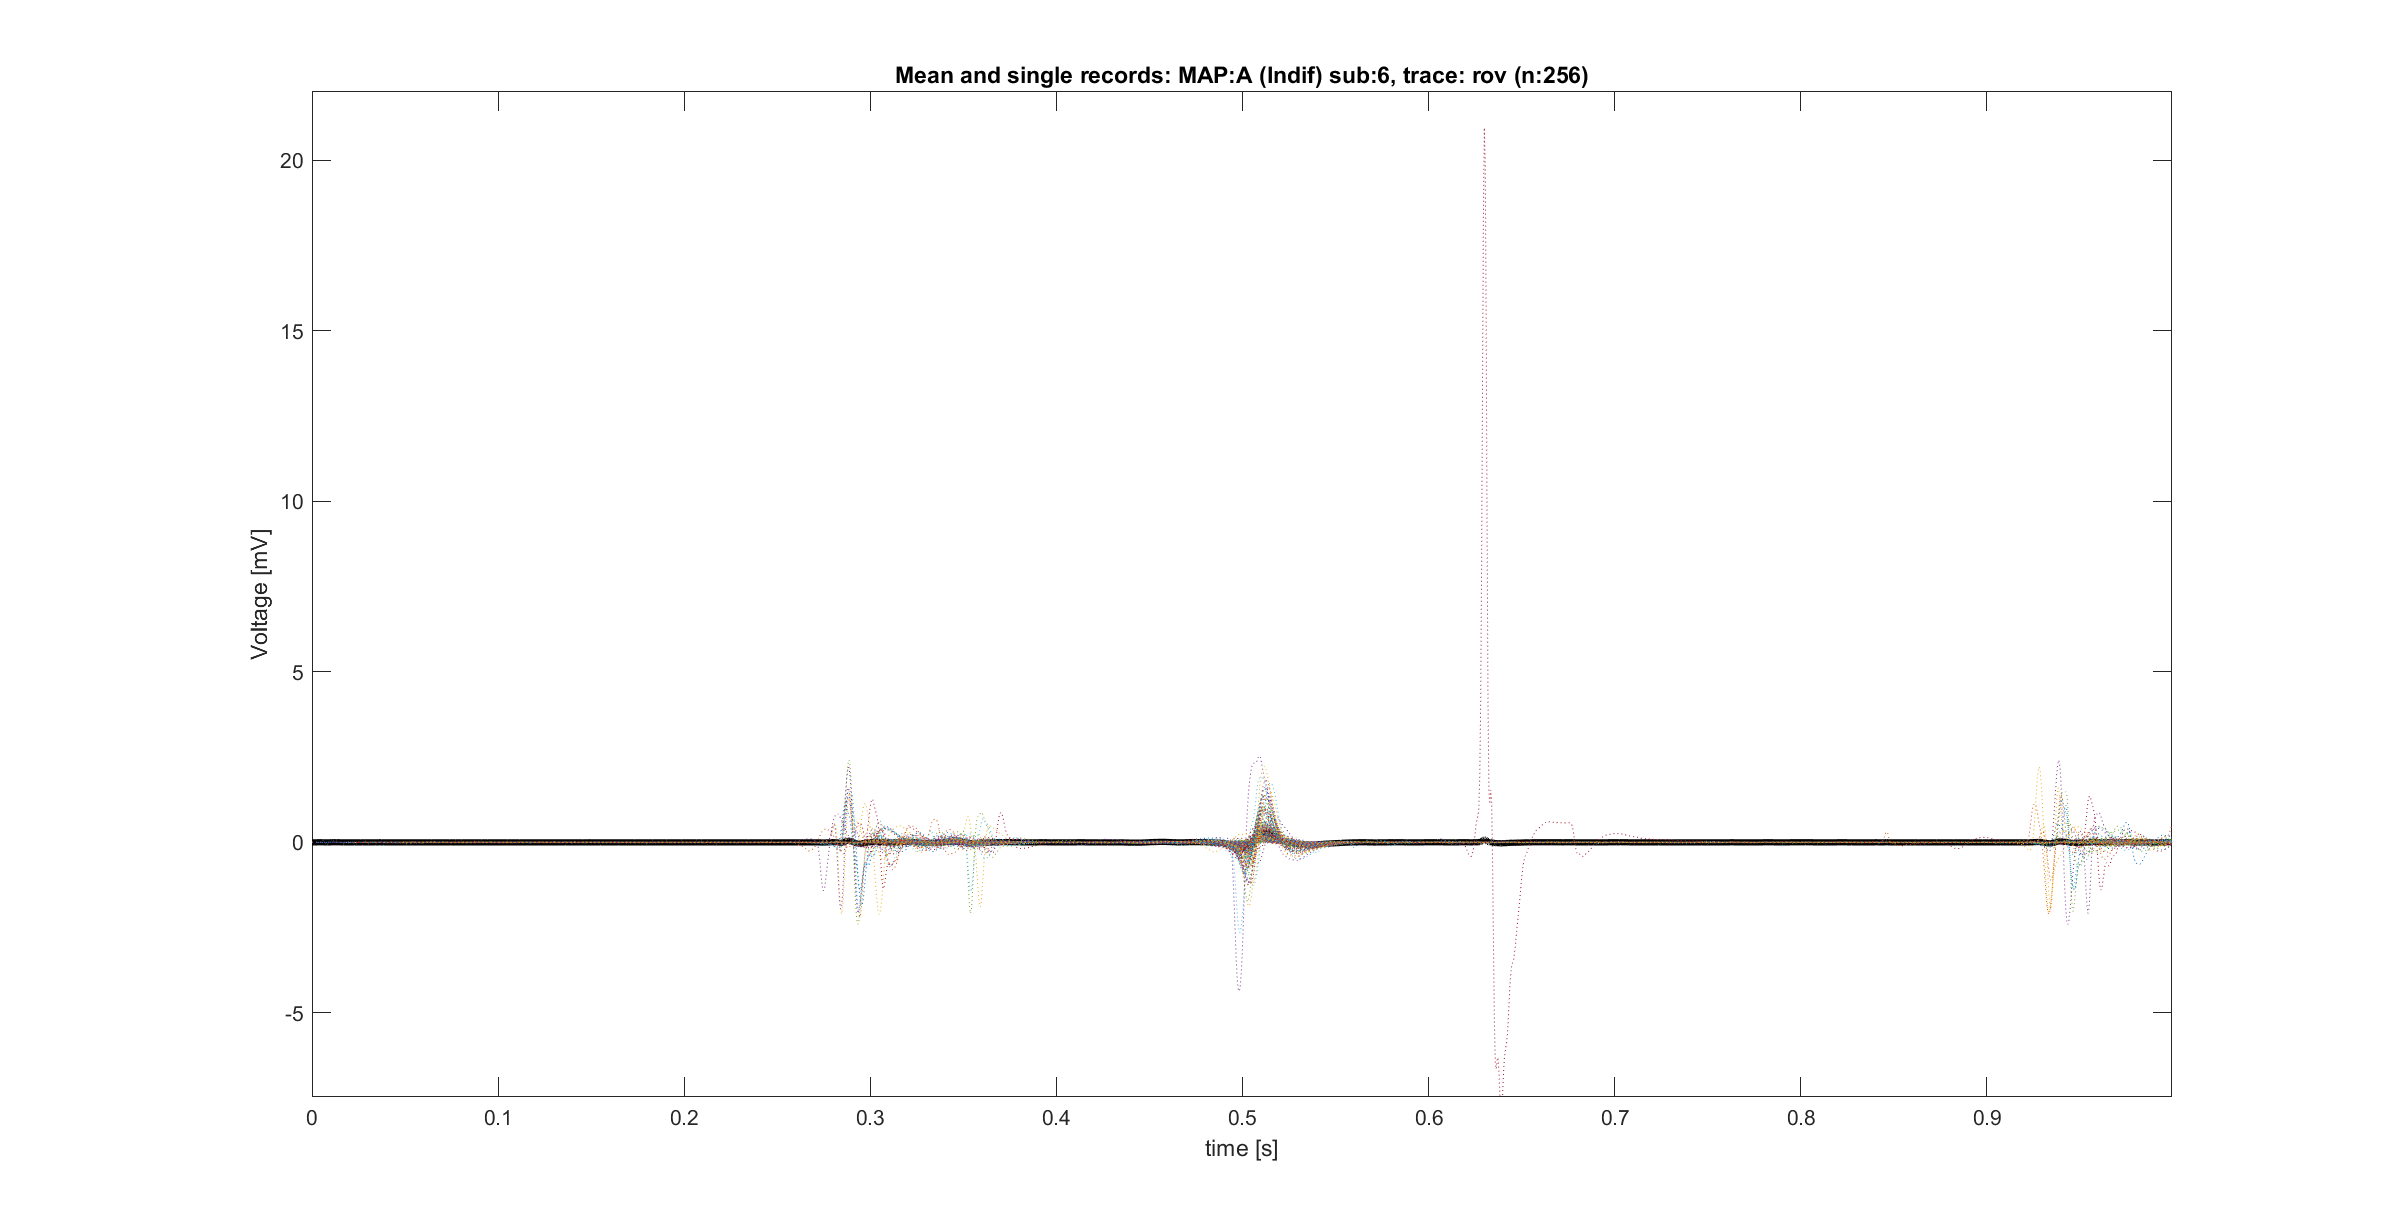 Mean and single records: MAP:A (Indif) sub:6, trace: rov (n:256)
20
15
10
5
0
-5
Voltage [mV]
0 0.1 0.2 0.3 0.4 0.5 0.6 0.7 0.8 0.9
time [s]